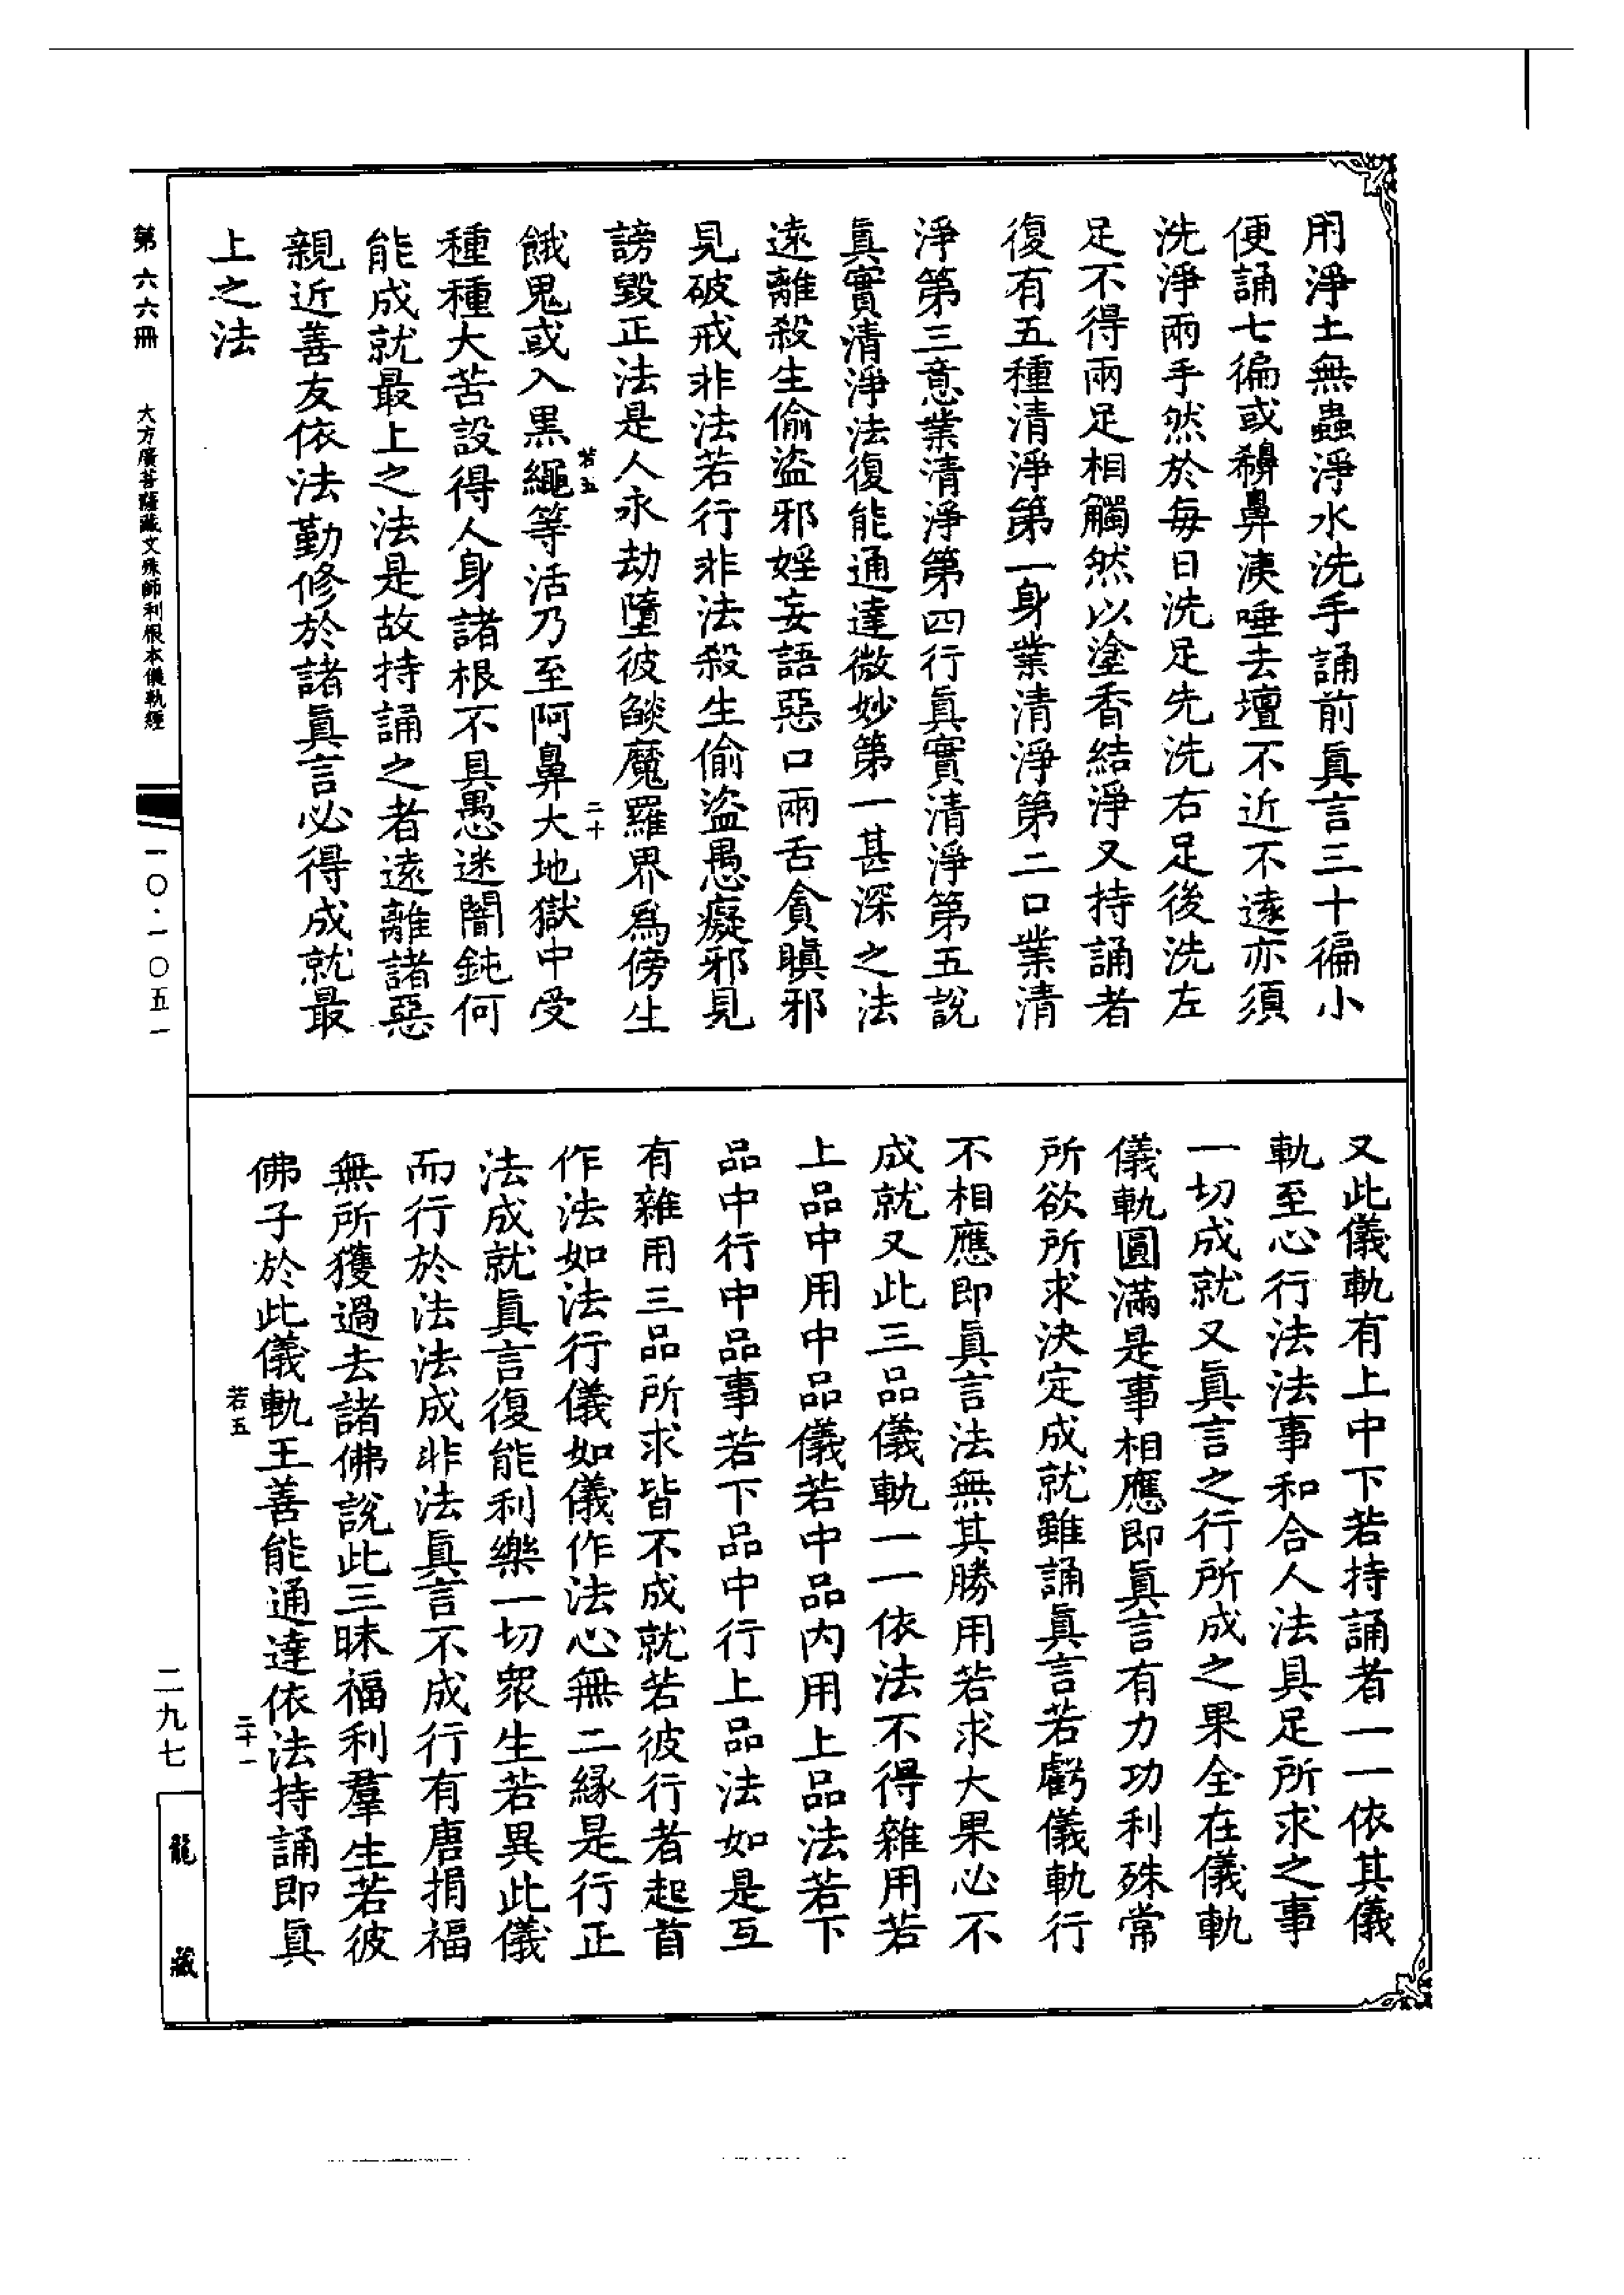 用淨土無蟲淨水洗手誦前眞言三十徧小
便誦七徧或䶌鼻洟唾去壇不近不遠亦須
洗淨兩手然於每日洗足先洗右足後洗左
足不得兩足相觸然以塗香結淨又持誦者
復有五種清淨第一身業清淨第二口業清
淨第三意業清淨第四行眞實清淨第五說
眞實清淨法復能通達微妙第一甚深之法
遠離殺生偷盜邪婬妄語惡口兩舌貪瞋邪
見破戒非法若行非法殺生偷盜愚癡邪見
謗毀正法是人永劫墮彼燄魔羅界爲傍生
若五
二十
餓鬼或入黑繩等活乃至阿鼻大地獄中受
種種大苦設得人身諸根不具愚迷闇鈍何
能成就最上之法是故持誦之者遠離諸惡
親近善友依法勤修於諸眞言必得成就最
上之法
又此儀軌有上中下若持誦者一一依其儀
軌至心行法法事和合人法具足所求之事
一切成就又眞言之行所成之果全在儀軌
儀軌圓滿是事相應即眞言有力功利殊常
所欲所求決定成就雖誦眞言若虧儀軌行
不相應即眞言法無其勝用若求大果必不
成就又此三品儀軌一一依法不得雜用若
上品中用中品儀若中品內用上品法若下
品中行中品事若下品中行上品法如是互
有雜用三品所求皆不成就若彼行者起首
作法如法行儀如儀作法心無二緣是行正
法成就眞言復能利樂一切衆生若異此儀
而行於法法成非法眞言不成行有唐捐福
無所獲過去諸佛說此三昧福利羣生若彼
佛子於此儀軌王善能通達依法持誦即眞
若五
二十一
第六六冊
大方廣菩薩藏文殊師利根本儀軌經
一〇·一〇五一
二九七
龍藏